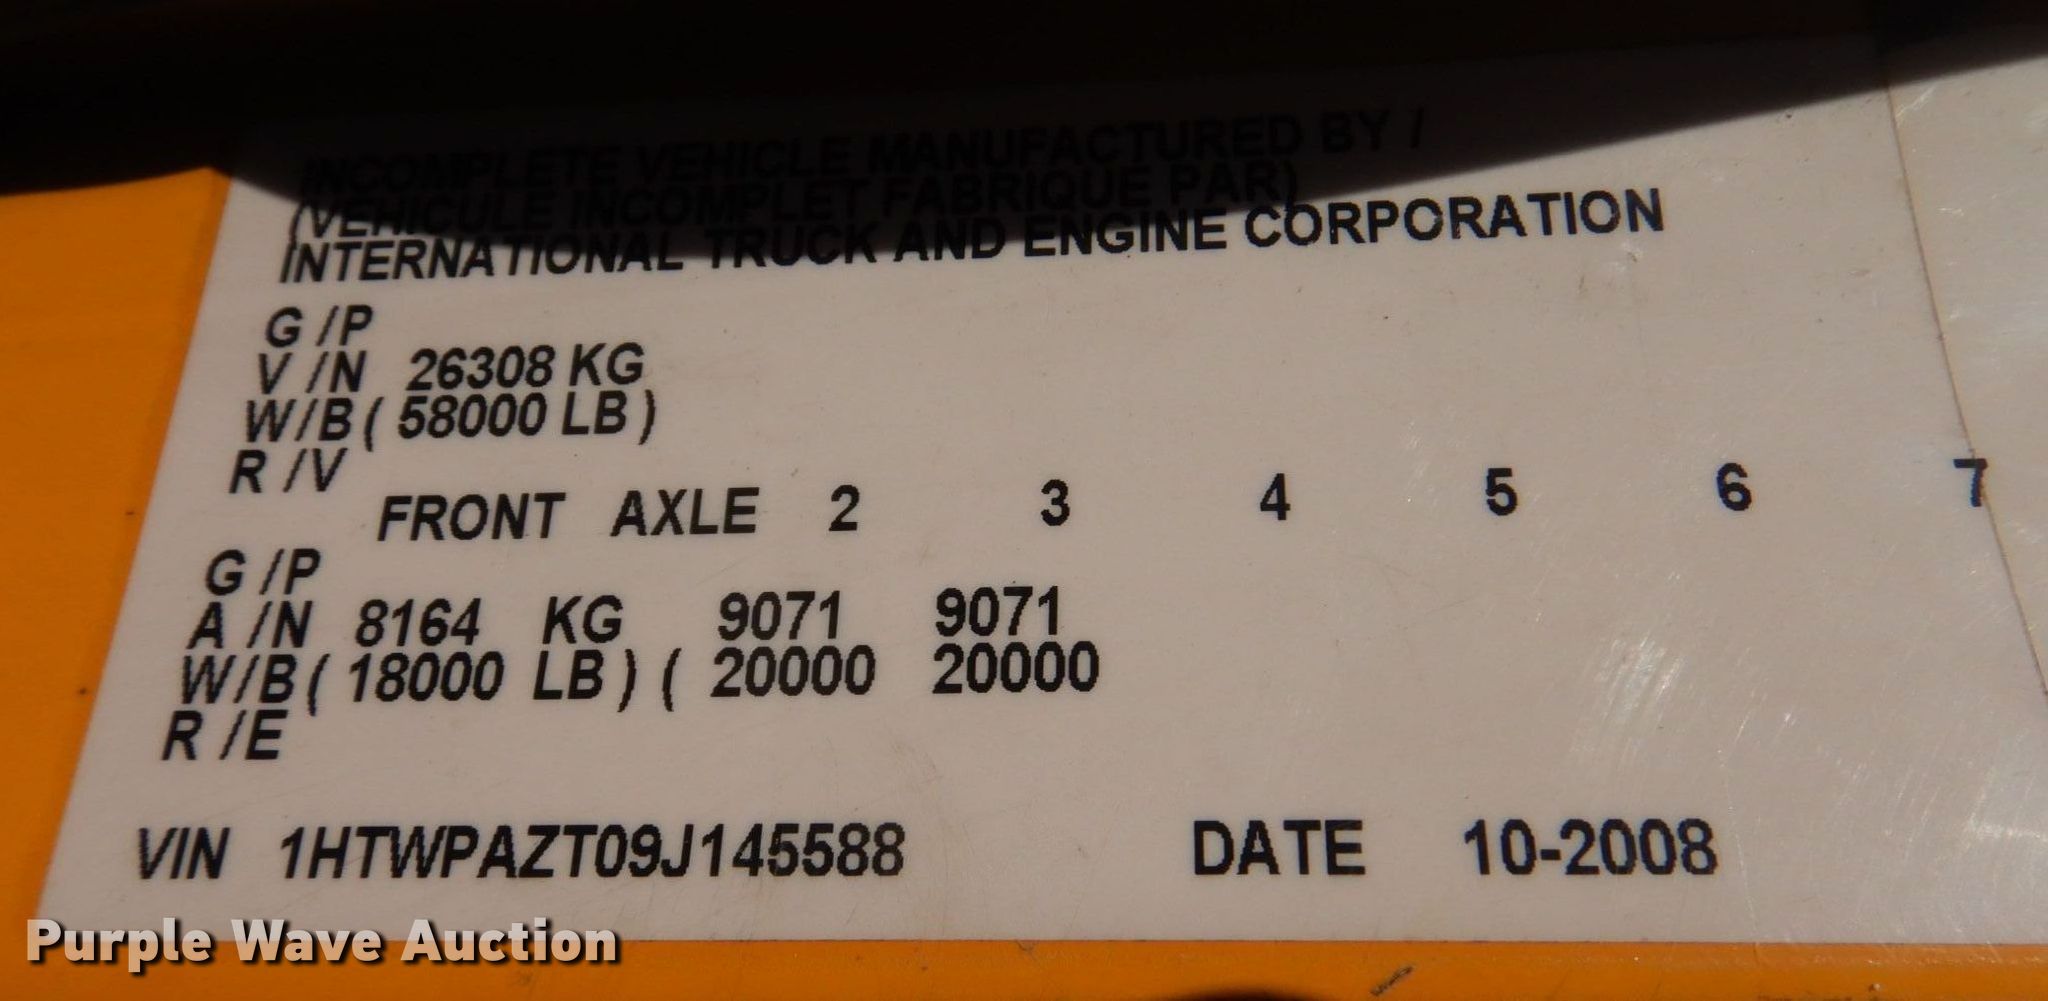 INCOMPLETE VEHICLE MANUFACTURED BY /
(VEHICULE INCOMPLET FABRIQUE PAR)
INTERNATIONAL TRUCK AND ENGINE CORPORATION
G /P
V /N 26308 KG
W/B ( 58000 LB )
R /V
FRONT AXLE 2 3 4 5 6 7
G /P
A /N 8164 KG 9071 9071
W/B ( 18000 LB ) ( 20000 20000
R /E
VIN 1HTWPAZT09J145588 DATE 10-2008
Purple Wave Auction